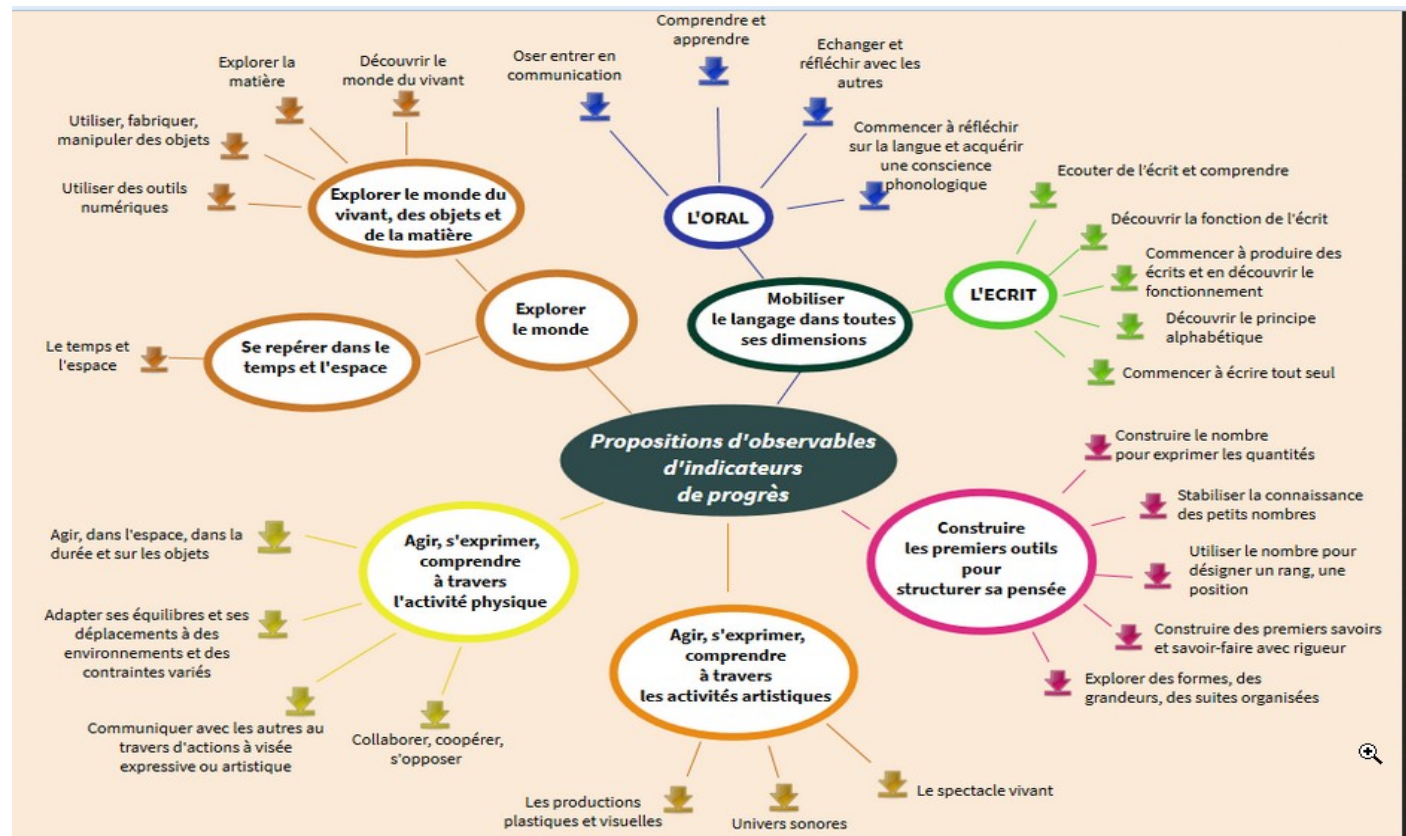 Propositions d'observables
d'indicateurs
de progrès
Mobiliser
le langage dans toutes
ses dimensions
L'ORAL
Oser entrer en
communication
Comprendre et
apprendre
Echanger et
réfléchir avec les
autres
Commencer à réfléchir
sur la langue et acquérir
une conscience
phonologique
L'ECRIT
Ecouter de l'écrit et comprendre
Découvrir la fonction de l'écrit
Commencer à produire des
écrits et en découvrir le
fonctionnement
Découvrir le principe
alphabétique
Commencer à écrire tout seul
Construire
les premiers outils
pour
structurer sa pensée
Construire le nombre
pour exprimer les quantités
Stabiliser la connaissance
des petits nombres
Utiliser le nombre pour
désigner un rang, une
position
Construire des premiers savoirs
et savoir-faire avec rigueur
Explorer des formes, des
grandeurs, des suites organisées
Agir, s'exprimer,
comprendre
à travers
les activités artistiques
Le spectacle vivant
Univers sonores
Les productions
plastiques et visuelles
Agir, s'exprimer,
comprendre
à travers
l'activité physique
Collaborer, coopérer,
s'opposer
Communiquer avec les autres au
travers d'actions à visée
expressive ou artistique
Adapter ses équilibres et ses
déplacements à des
environnements et des
contraintes variés
Agir, dans l'espace, dans la
durée et sur les objets
Explorer
le monde
Se repérer dans le
temps et l'espace
Le temps et
l'espace
Explorer le monde du
vivant, des objets et
de la matière
Utiliser des outils
numériques
Utiliser, fabriquer,
manipuler des objets
Explorer la
matière
Découvrir le
monde du vivant